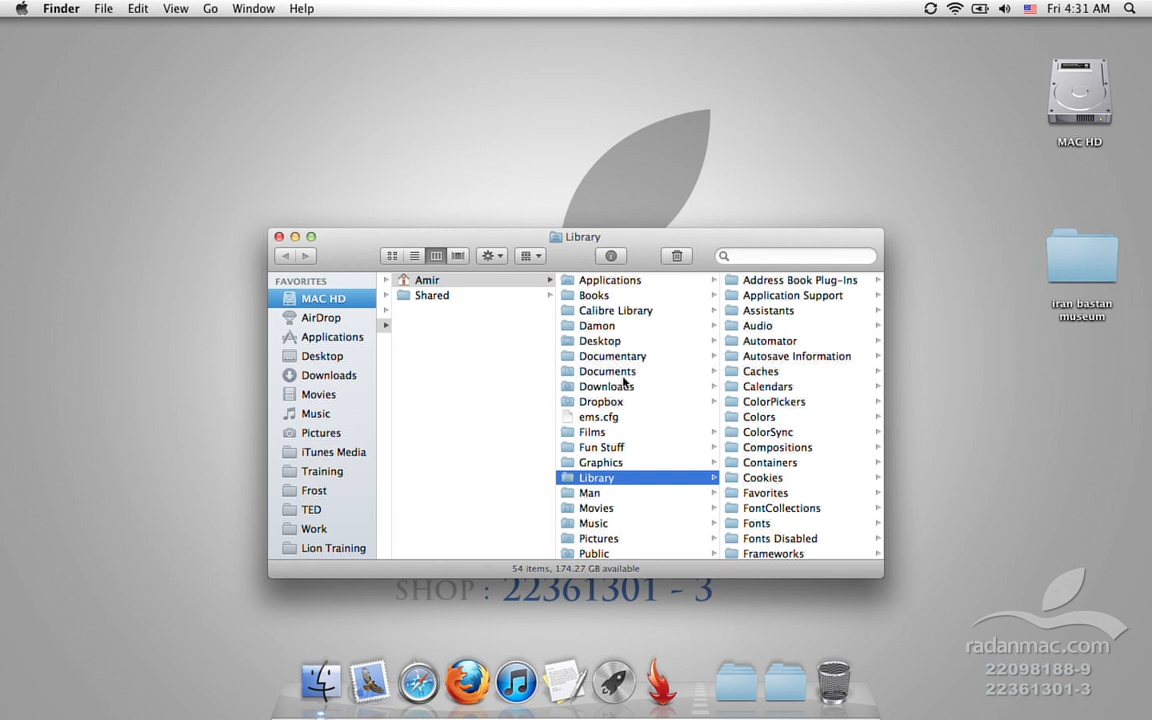 Finder File Edit View Go Window Help Fri 4:31 AM
MAC HD
iran bastan
museum
Library
FAVORITES
MAC HD
AirDrop
Applications
Desktop
Downloads
Movies
Music
Pictures
iTunes Media
Training
Frost
TED
Work
Lion Training
Amir
Shared
Applications
Books
Calibre Library
Damon
Desktop
Documentary
Documents
Downloads
Dropbox
ems.cfg
Films
Fun Stuff
Graphics
Library
Man
Movies
Music
Pictures
Public
Address Book Plug-Ins
Application Support
Assistants
Audio
Automator
Autosave Information
Caches
Calendars
ColorPickers
Colors
ColorSync
Compositions
Containers
Cookies
Favorites
FontCollections
Fonts
Fonts Disabled
Frameworks
54 items, 174.27 GB available
SHOP : 22361301 - 3
radanmac.com
22098188-9
22361301-3